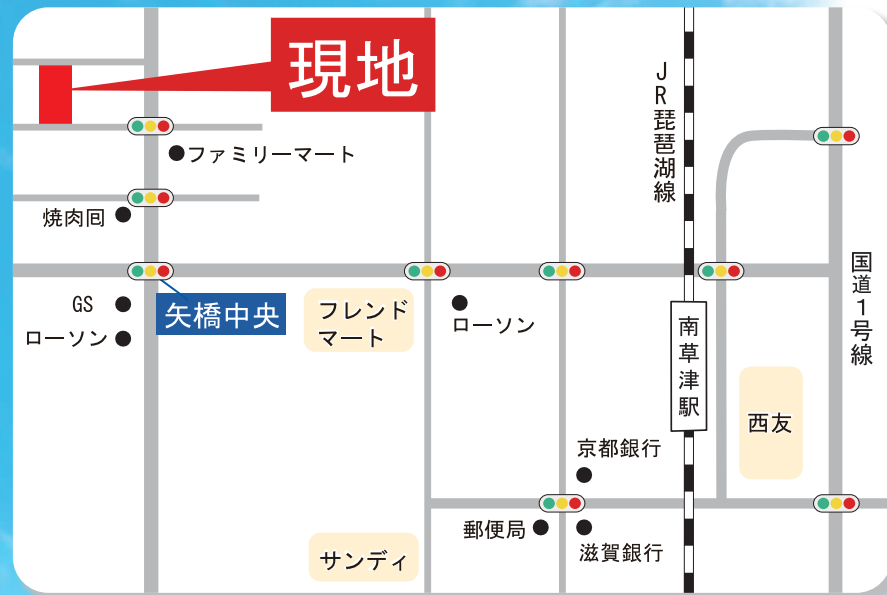 現地
JR琵琶湖線
ファミリーマート
焼肉囘
国道1号線
GS
矢橋中央
フレンド
マート
ローソン
ローソン
南草津駅
西友
京都銀行
郵便局
滋賀銀行
サンディ